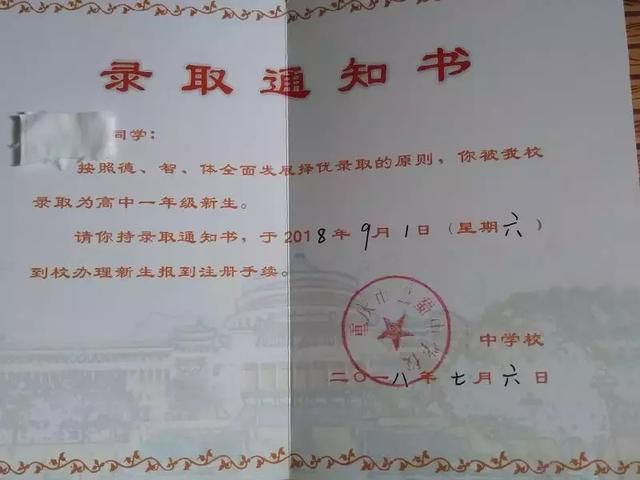 录取通知书
同学：
按照德、智、体全面发展择优录取的原则，你被我校
录取为高中一年级新生。
请你持录取通知书，于2018年9月1日（星期六）
到校办理新生报到注册手续。
中学校
二〇一八年七月六日